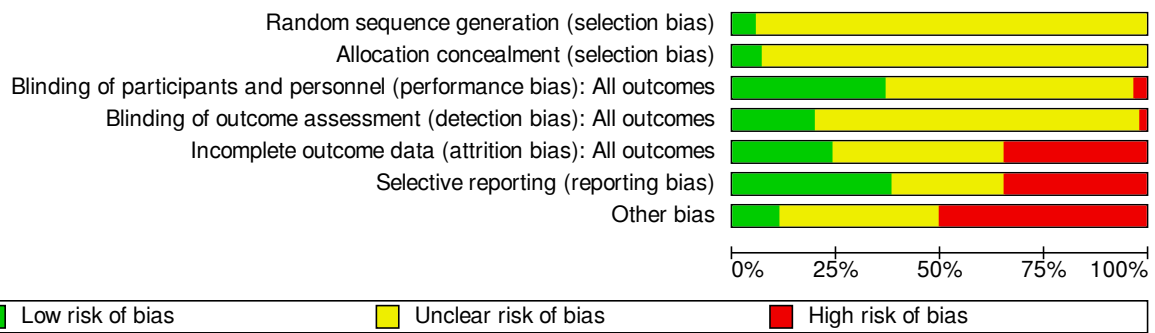 Random sequence generation (selection bias)
Allocation concealment (selection bias)
Blinding of participants and personnel (performance bias): All outcomes
Blinding of outcome assessment (detection bias): All outcomes
Incomplete outcome data (attrition bias): All outcomes
Selective reporting (reporting bias)
Other bias
0% 25% 50% 75% 100%
Low risk of bias Unclear risk of bias High risk of bias